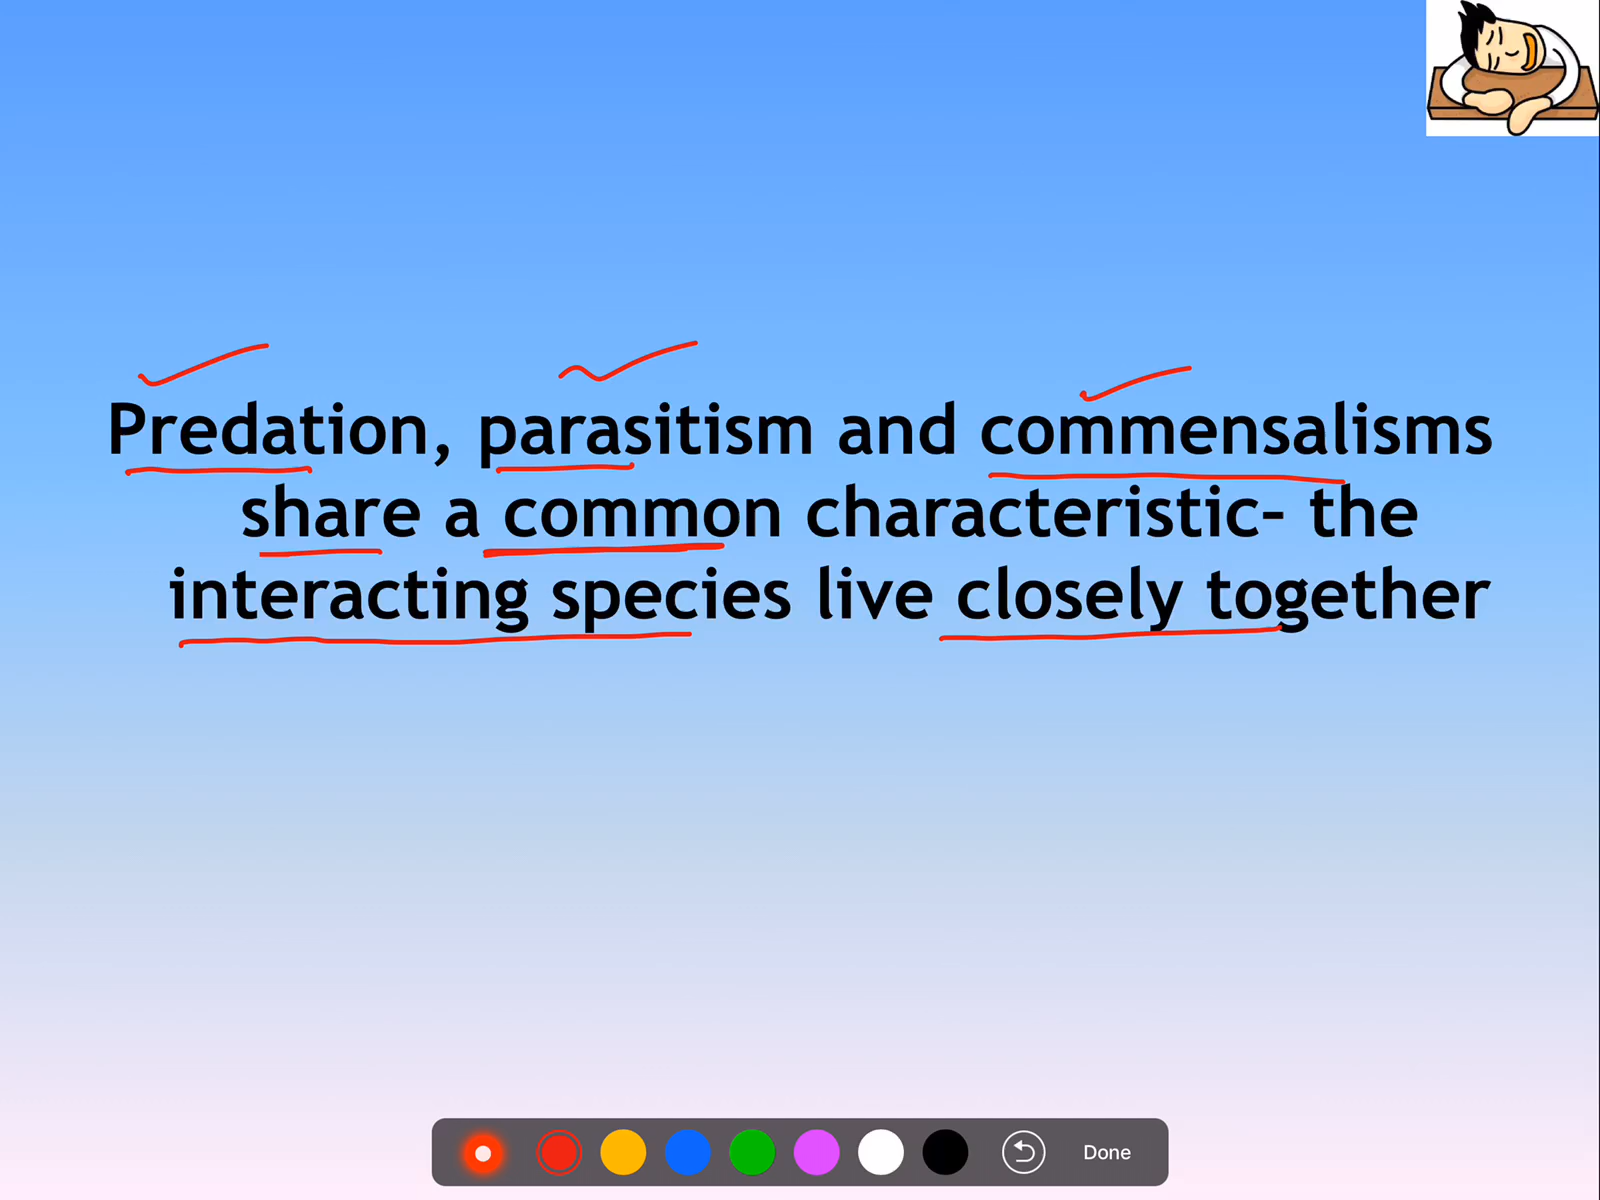 Predation, parasitism and commensalisms
share a common characteristic- the
interacting species live closely together
Done